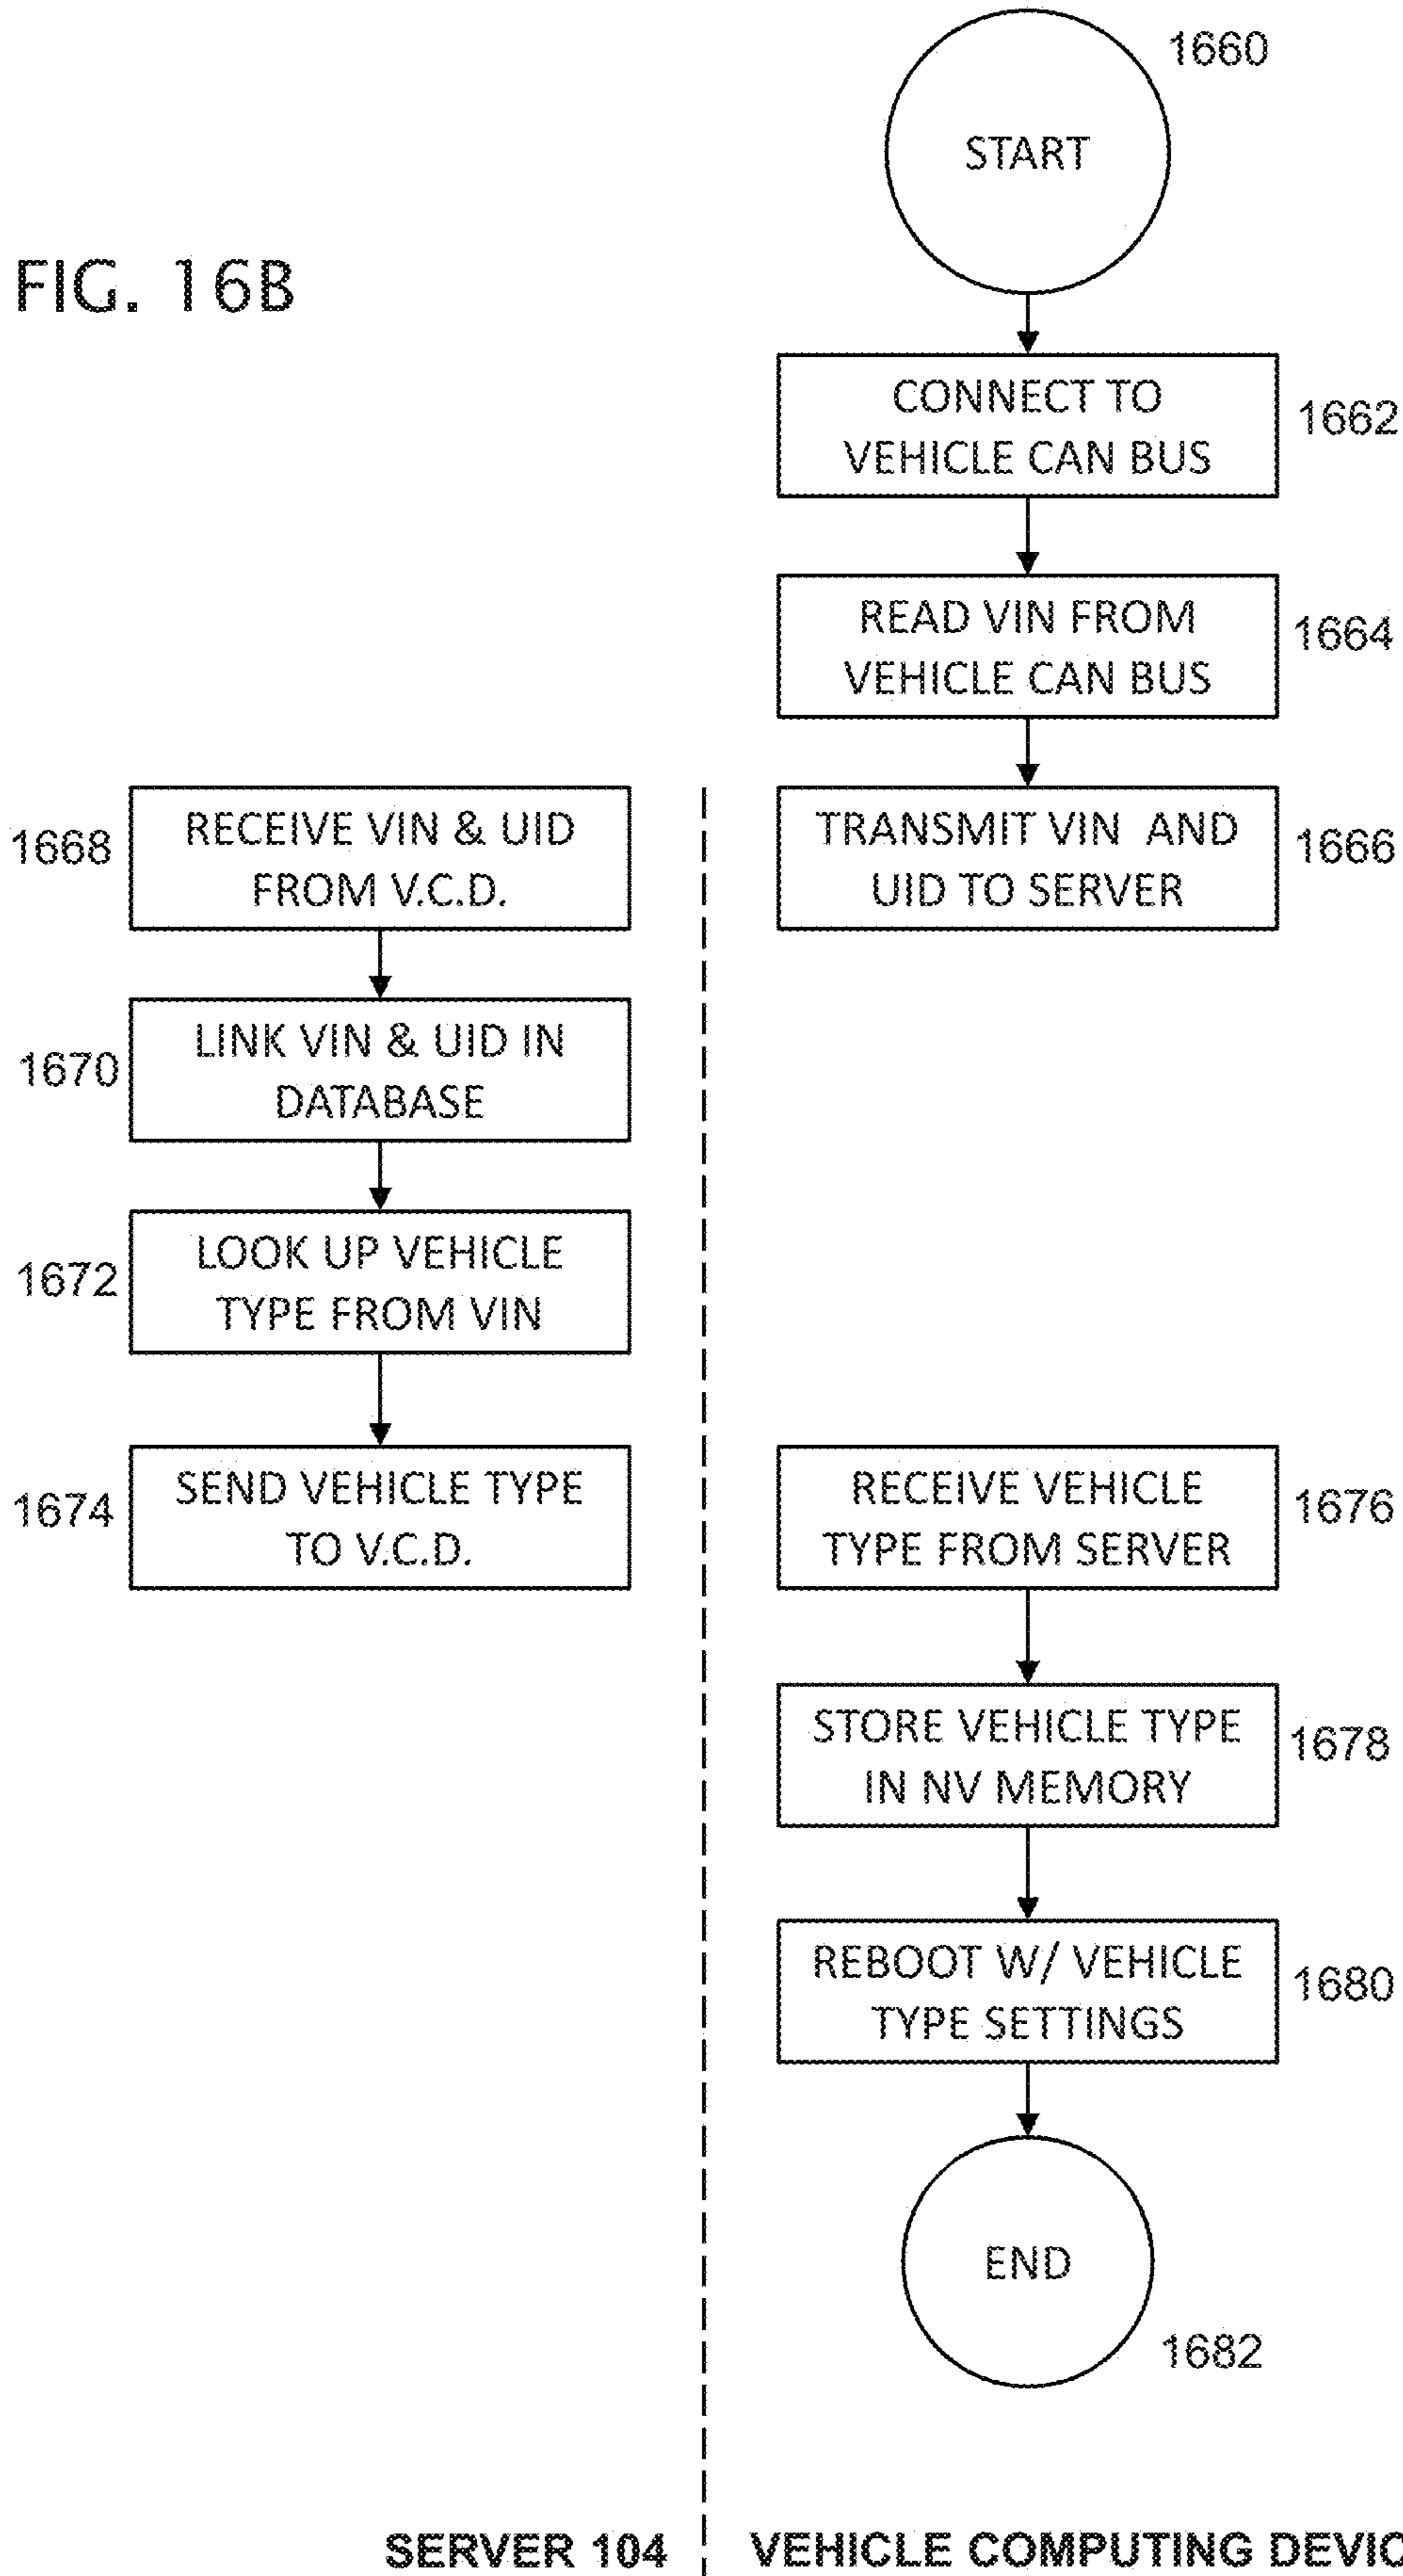 FIG. 16B
1660
START
CONNECT TO
VEHICLE CAN BUS
1662
READ VIN FROM
VEHICLE CAN BUS
1664
TRANSMIT VIN AND
UID TO SERVER
1666
1668
RECEIVE VIN & UID
FROM V.C.D.
1670
LINK VIN & UID IN
DATABASE
1672
LOOK UP VEHICLE
TYPE FROM VIN
1674
SEND VEHICLE TYPE
TO V.C.D.
RECEIVE VEHICLE
TYPE FROM SERVER
1676
STORE VEHICLE TYPE
IN NV MEMORY
1678
REBOOT W/ VEHICLE
TYPE SETTINGS
1680
END
1682
SERVER 104
VEHICLE COMPUTING DEVIC